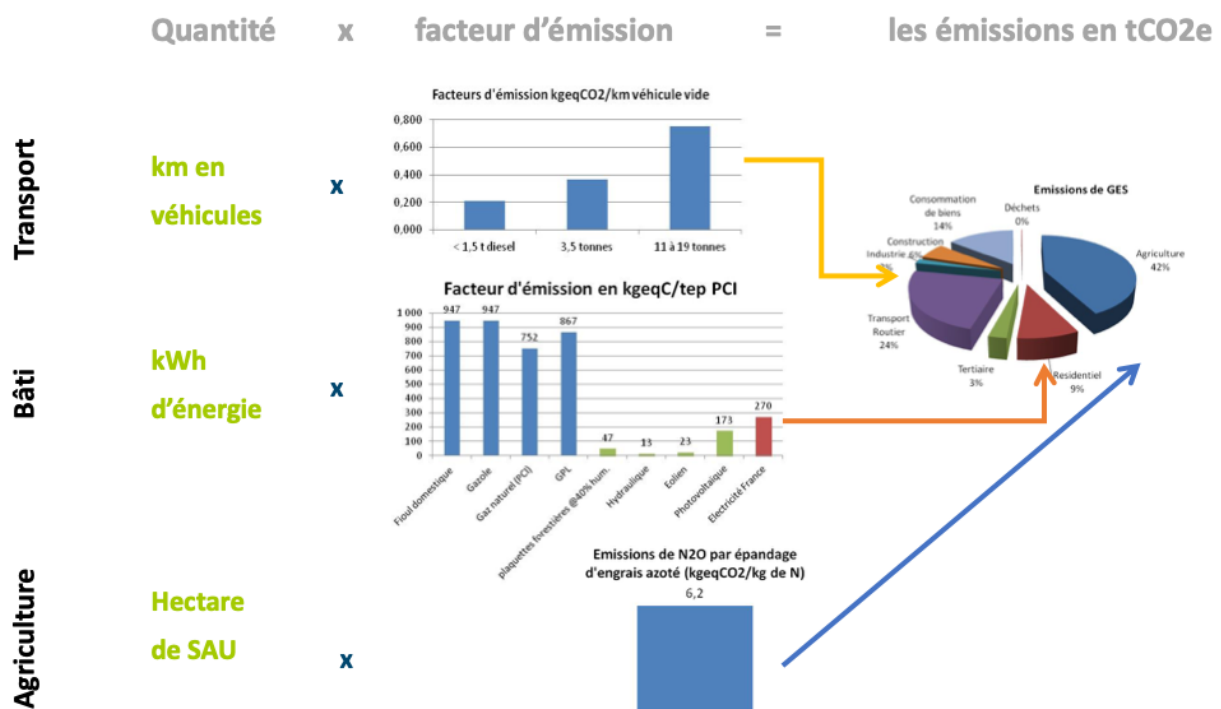 Quantité x facteur d'émission = les émissions en tCO2e
Transport
km en
véhicules
x
Facteurs d'émission kgeqCO2/km véhicule vide
0,800
0,600
0,400
0,200
0,000
< 1,5 t diesel
3,5 tonnes
11 à 19 tonnes
Emissions de GES
Consommation
de biens
14%
Déchets
0%
Construction
6%
Industrie
Agriculture
42%
Transport
Routier
24%
Tertiaire
3%
Residentiel
9%
Bâti
kWh
d'énergie
x
Facteur d'émission en kgeqC/tep PCI
1 000
900
800
700
600
500
400
300
200
100
0
947
947
752
867
47
13
23
173
270
Fioul domestique
Gazole
Gaz naturel (PCI)
GPL
plaquettes forestières @40% hum.
Hydraulique
Eolien
Photovoltaïque
Electricité France
Agriculture
Hectare
de SAU
x
Emissions de N2O par épandage
d'engrais azoté (kgeqCO2/kg de N)
6,2